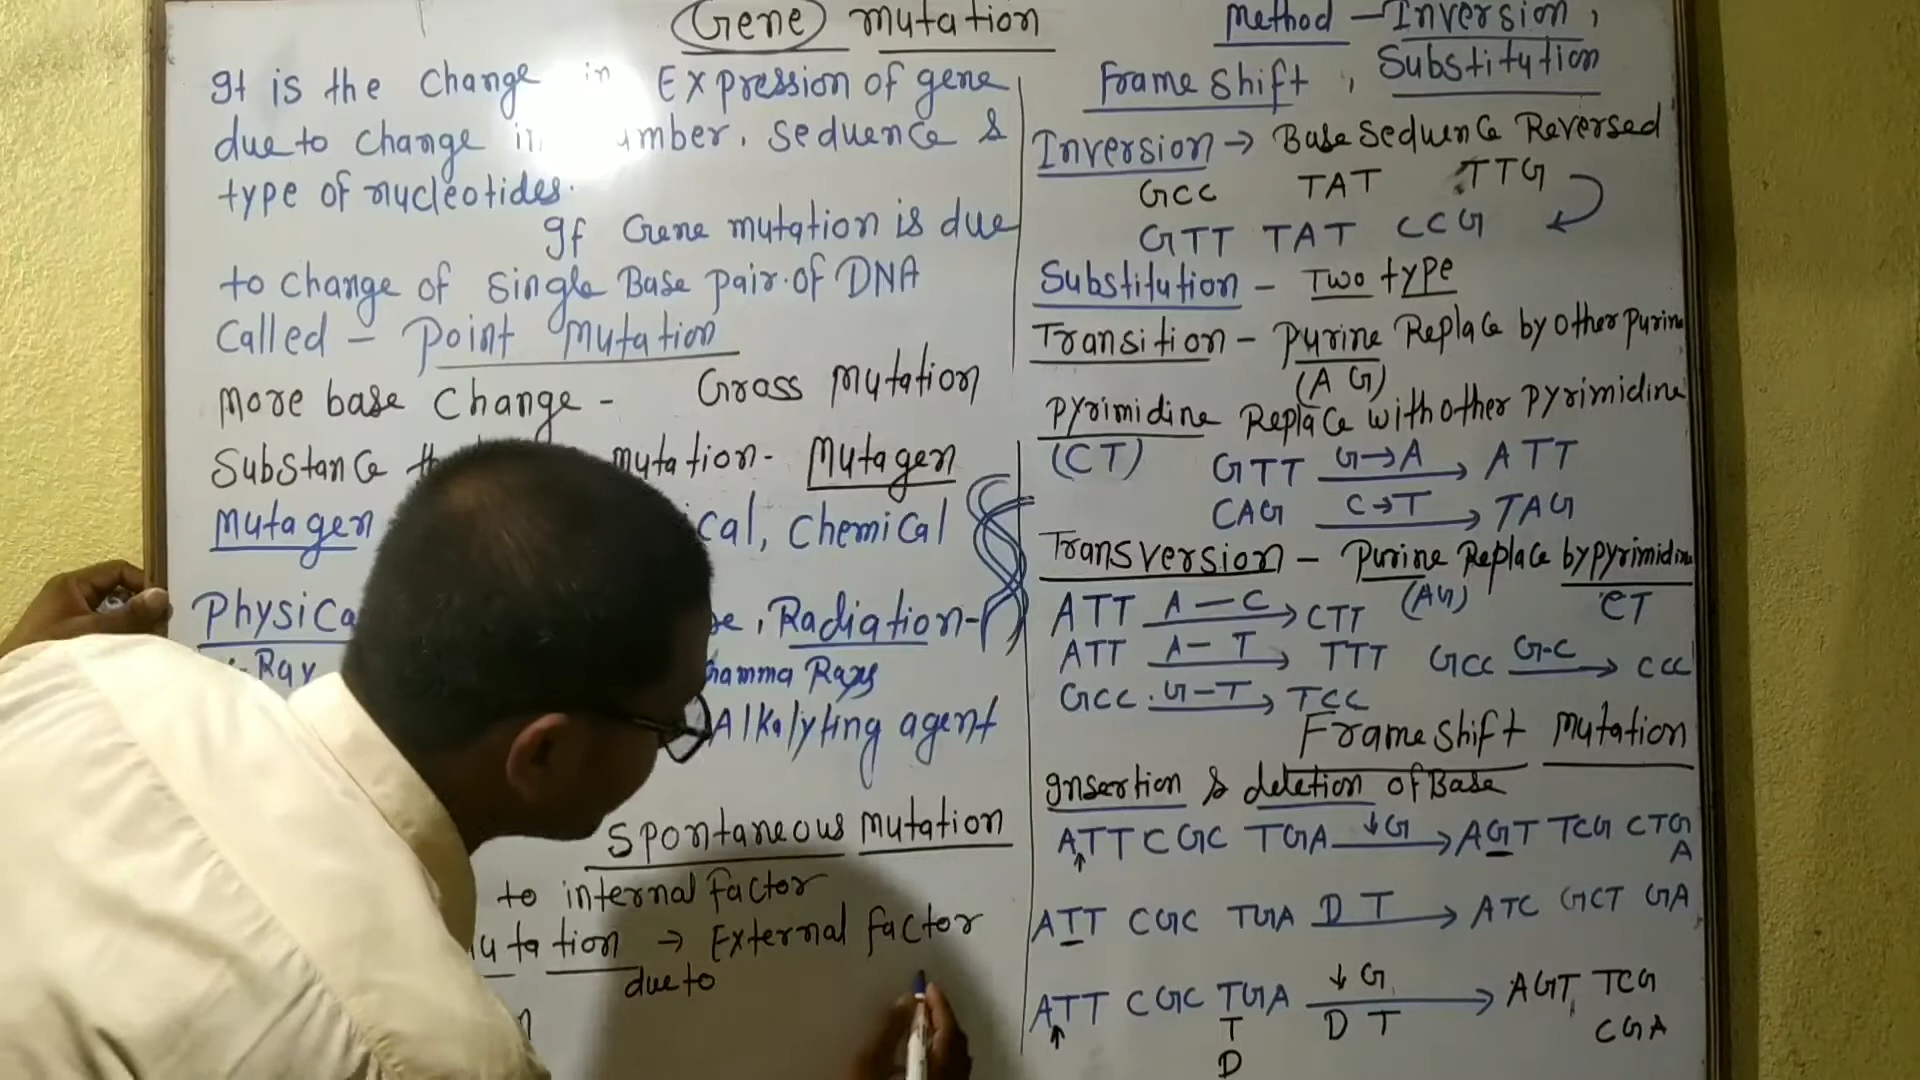 Gene mutation
It is the change in Expression of gene
due to change in umber, seduence &
type of nucleotides.
If Gene mutation is due
to change of single Base pair of DNA
Called - Point mutation
more base change - Gross mutation
Substance mutation - Mutagen
Mutagen cal, chemical
Physica , Radiation-
-Ray Gamma Rays
Alkalyting agent
Spontaneous mutation
to internal factor
utation → External factor
due to
Method - Inversion,
Frame Shift, Substitution
Inversion → Base Seduence Reversed
GCC TAT TTG
GTT TAT CCG
Substitution - Two type
Transition - Purine Replace by other purine
(A G)
Pyrimidine Replace with other pyrimidine
(CT) GTT G→A ATT
CAG C→T TAG
Transversion - Purine Replace by pyrimidine
(AG) CT
ATT A-C CTT
ATT A-T TTT GCC G-C CCC
GCC G-T TCC
Frame shift mutation
Insertion & deletion of Base
ATT CGC TGA ↓G → AGT TCG CTG
A
ATT CGC TGA D T → ATC GCT GA
ATT CGC TGA ↓G → AGT TCG
T D T CGA
D